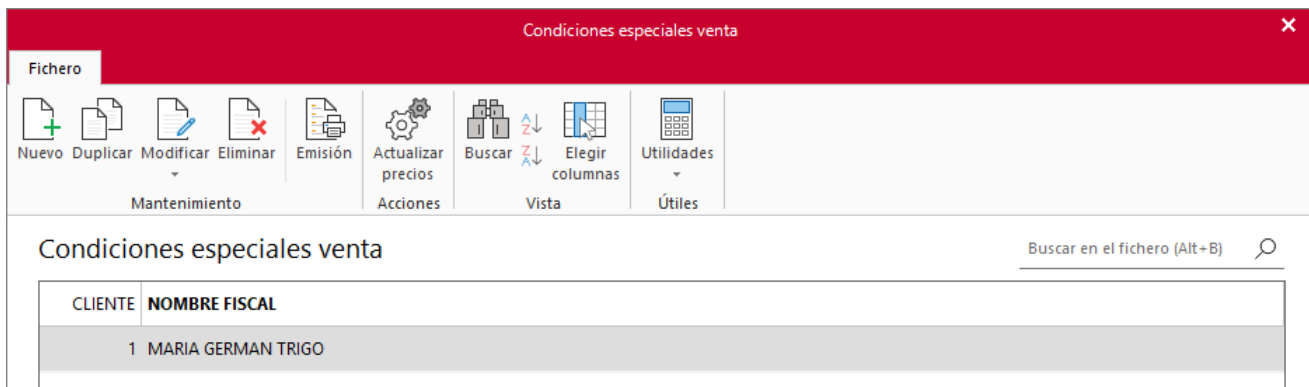 Condiciones especiales venta
Fichero
Nuevo Duplicar Modificar Eliminar Emisión Actualizar precios Buscar Elegir columnas Utilidades
Mantenimiento Acciones Vista Útiles
Condiciones especiales venta
Buscar en el fichero (Alt+B)
CLIENTE NOMBRE FISCAL
1 MARIA GERMAN TRIGO